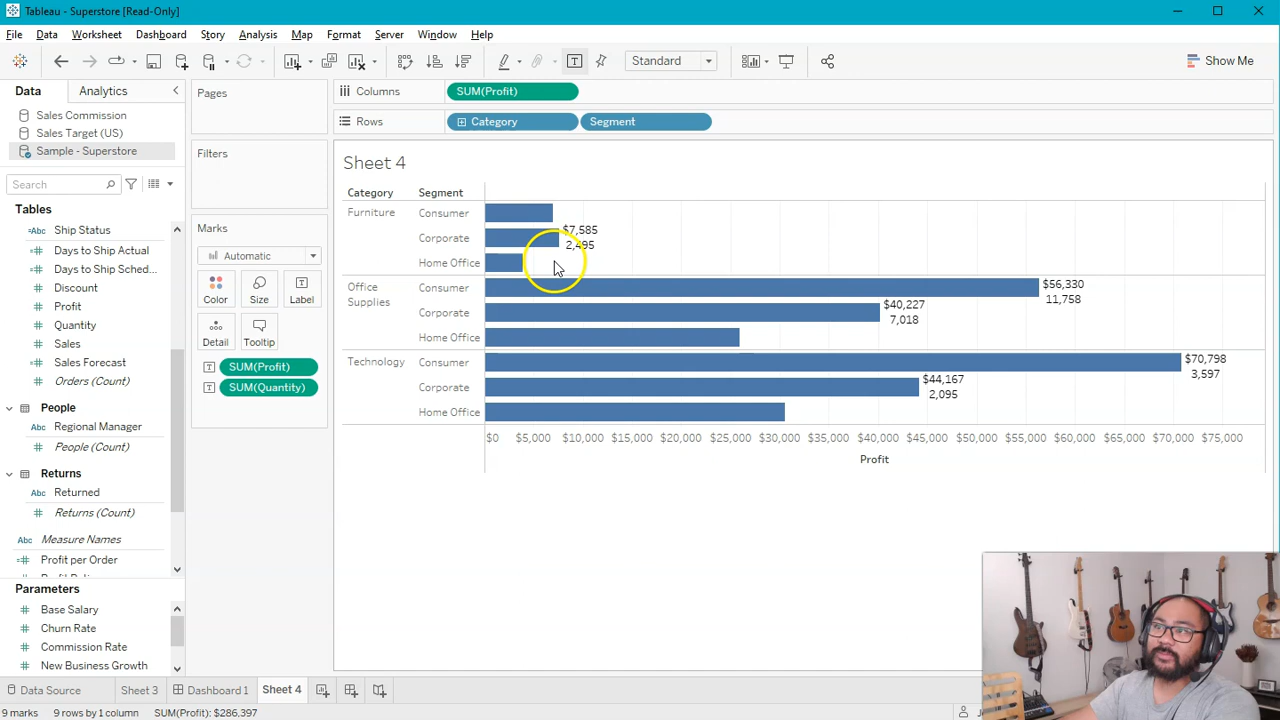 Tableau - Superstore [Read-Only]
File Data Worksheet Dashboard Story Analysis Map Format Server Window Help
Standard
Show Me
Data Analytics
Sales Commission
Sales Target (US)
Sample - Superstore
Search
Tables
Abc Ship Status
Days to Ship Actual
Days to Ship Sched...
Discount
Profit
Quantity
Sales
Sales Forecast
Orders (Count)
People
Abc Regional Manager
People (Count)
Returns
Abc Returned
Returns (Count)
Abc Measure Names
Profit per Order
Parameters
Base Salary
Churn Rate
Commission Rate
New Business Growth
Pages
Filters
Marks
Automatic
Color Size Label
Detail Tooltip
SUM(Profit)
SUM(Quantity)
Columns SUM(Profit)
Rows Category Segment
Sheet 4
Category Segment
Furniture Consumer
Corporate $7,585
2,495
Home Office
Office Supplies Consumer $56,330
11,758
Corporate $40,227
7,018
Home Office
Technology Consumer $70,798
3,597
Corporate $44,167
2,095
Home Office
$0 $5,000 $10,000 $15,000 $20,000 $25,000 $30,000 $35,000 $40,000 $45,000 $50,000 $55,000 $60,000 $65,000 $70,000 $75,000
Profit
Data Source Sheet 3 Dashboard 1 Sheet 4
9 marks 9 rows by 1 column SUM(Profit): $286,397